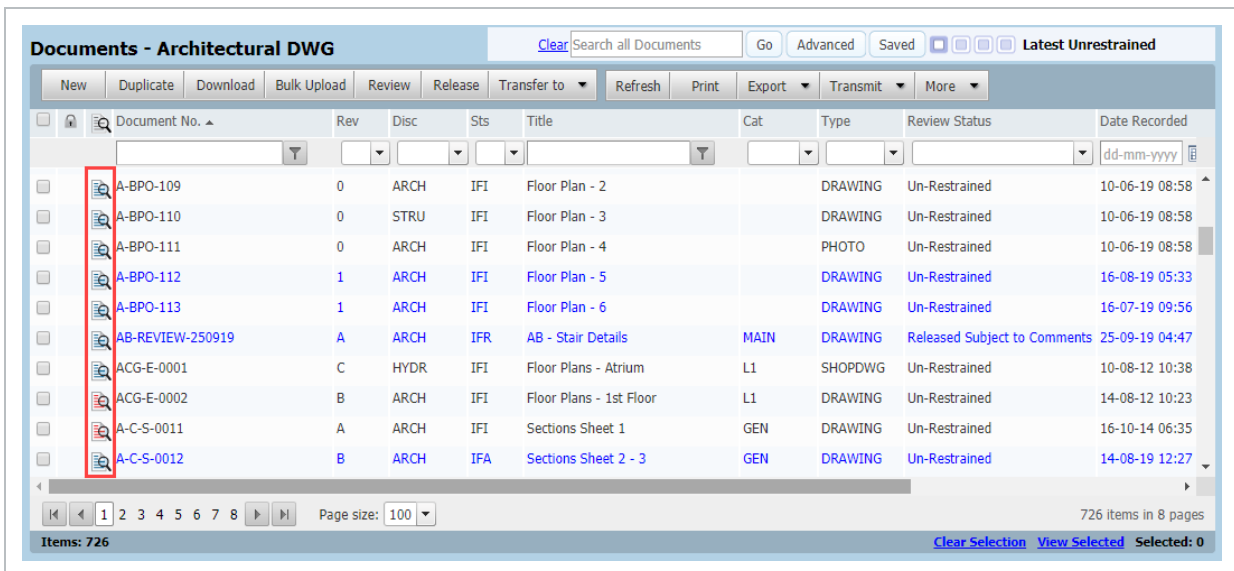 Documents - Architectural DWG Clear Search all Documents Go Advanced Saved Latest Unrestrained
New Duplicate Download Bulk Upload Review Release Transfer to Refresh Print Export Transmit More
Document No. Rev Disc Sts Title Cat Type Review Status Date Recorded
dd-mm-yyyy
A-BPO-109 0 ARCH IFI Floor Plan - 2 DRAWING Un-Restrained 10-06-19 08:58
A-BPO-110 0 STRU IFI Floor Plan - 3 DRAWING Un-Restrained 10-06-19 08:58
A-BPO-111 0 ARCH IFI Floor Plan - 4 PHOTO Un-Restrained 10-06-19 08:58
A-BPO-112 1 ARCH IFI Floor Plan - 5 DRAWING Un-Restrained 16-08-19 05:33
A-BPO-113 1 ARCH IFI Floor Plan - 6 DRAWING Un-Restrained 16-07-19 09:56
AB-REVIEW-250919 A ARCH IFR AB - Stair Details MAIN DRAWING Released Subject to Comments 25-09-19 04:47
ACG-E-0001 C HYDR IFI Floor Plans - Atrium L1 SHOPDWG Un-Restrained 10-08-12 10:38
ACG-E-0002 B ARCH IFI Floor Plans - 1st Floor L1 DRAWING Un-Restrained 14-08-12 10:23
A-C-S-0011 A ARCH IFI Sections Sheet 1 GEN DRAWING Un-Restrained 16-10-14 06:35
A-C-S-0012 B ARCH IFA Sections Sheet 2 - 3 GEN DRAWING Un-Restrained 14-08-19 12:27
1 2 3 4 5 6 7 8 Page size: 100 726 items in 8 pages
Items: 726 Clear Selection View Selected Selected: 0